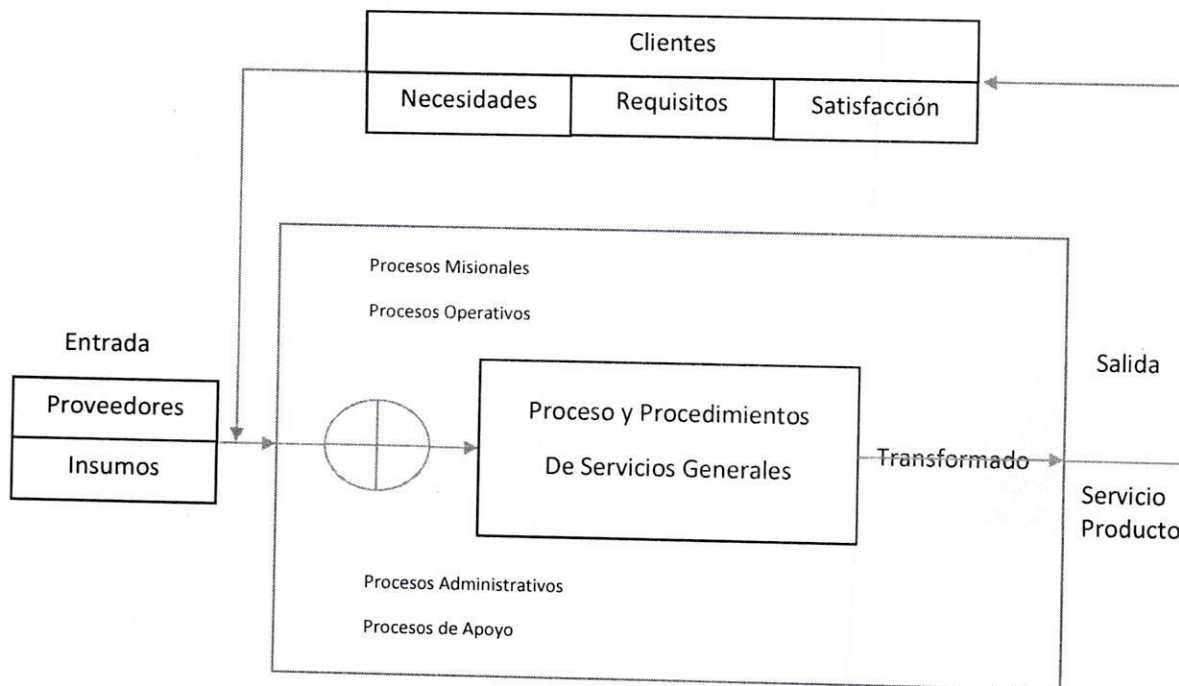 Clientes
Necesidades
Requisitos
Satisfacción
Procesos Misionales
Procesos Operativos
Entrada
Proveedores
Insumos
Proceso y Procedimientos
De Servicios Generales
Transformado
Salida
Servicio
Producto
Procesos Administrativos
Procesos de Apoyo